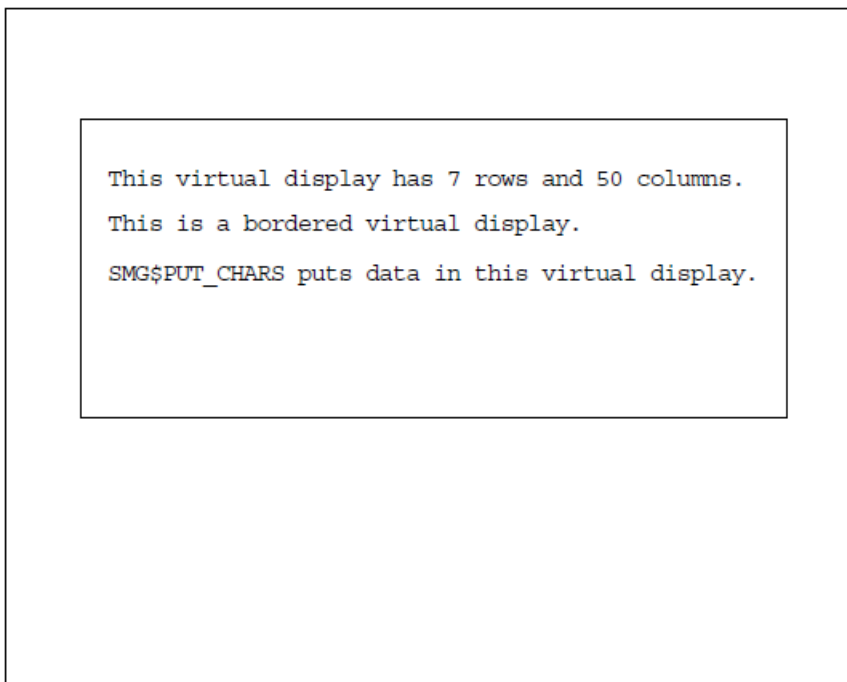 This virtual display has 7 rows and 50 columns.
This is a bordered virtual display.
SMG$PUT_CHARS puts data in this virtual display.